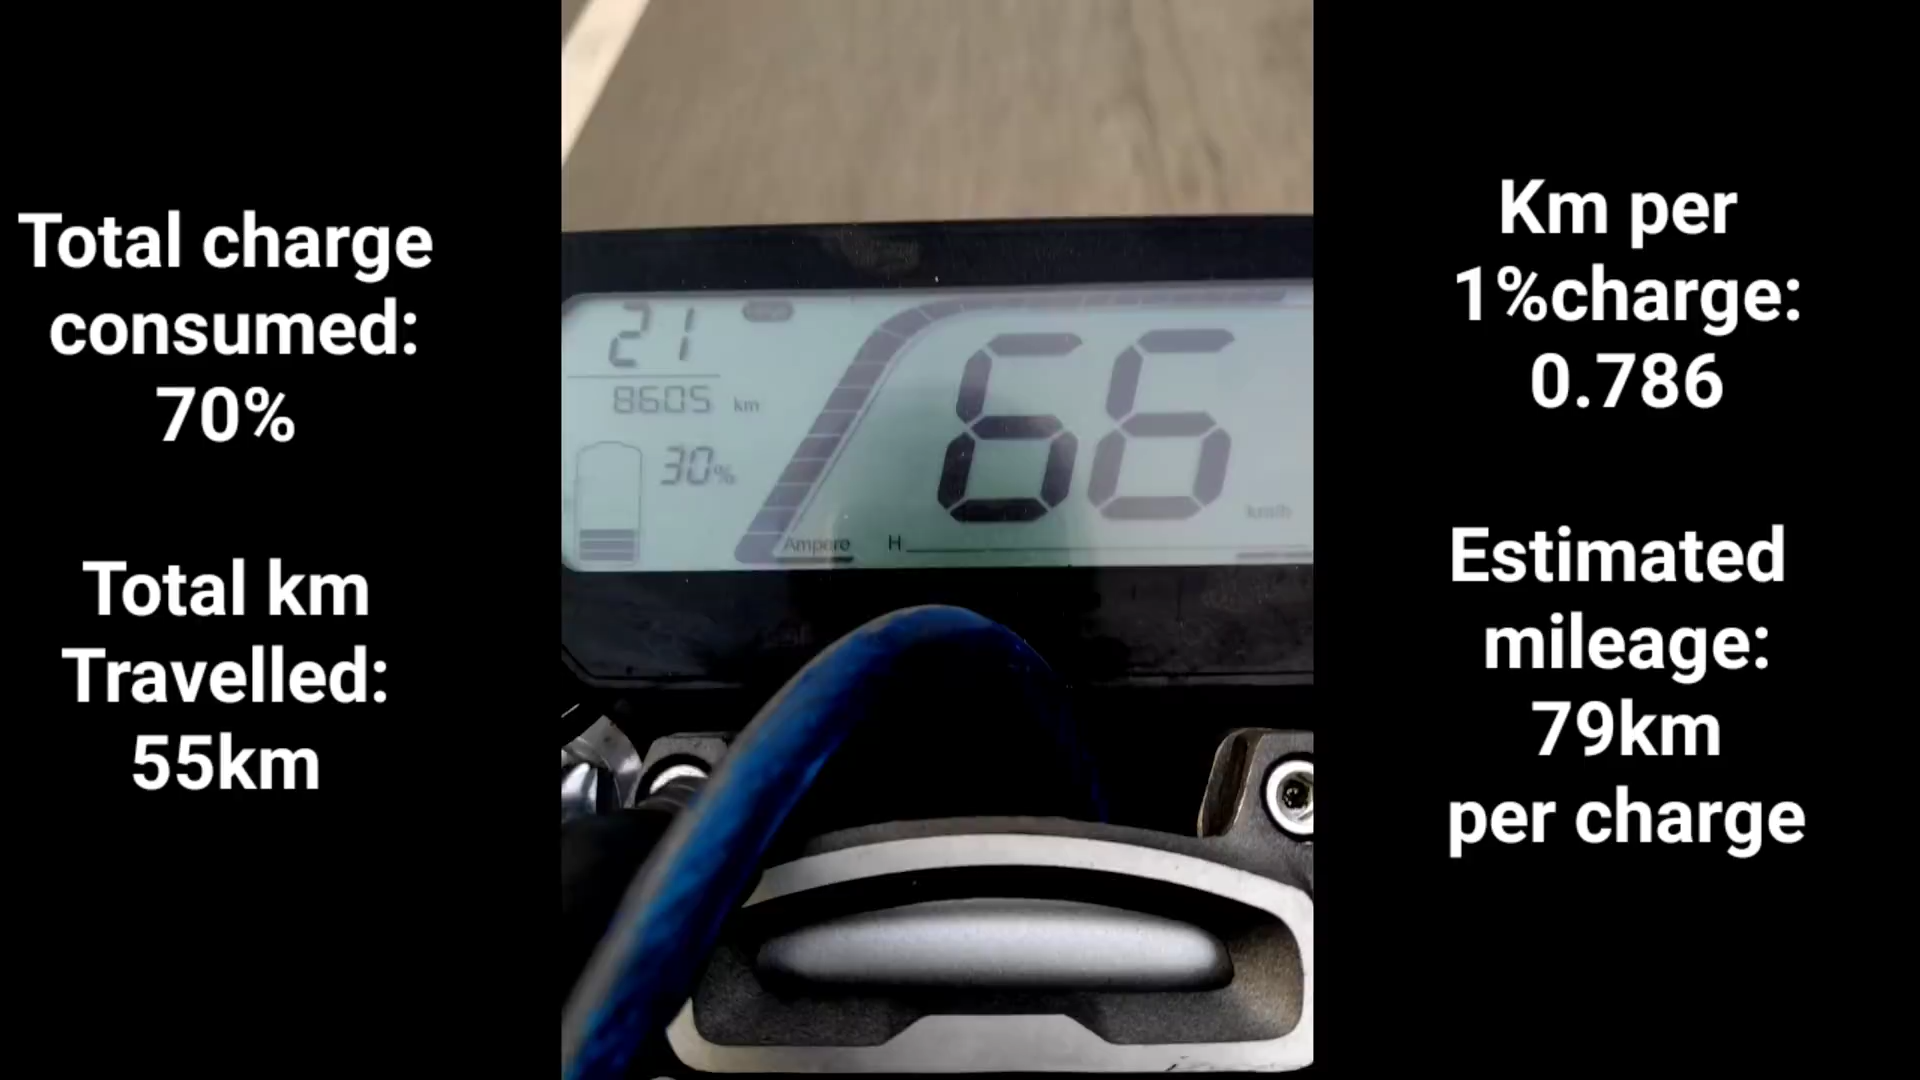 Total charge
consumed:
70%
Total km
Travelled:
55km
21
8605 km
30%
Ampere
H
66
km/h
Km per
1%charge:
0.786
Estimated
mileage:
79km
per charge